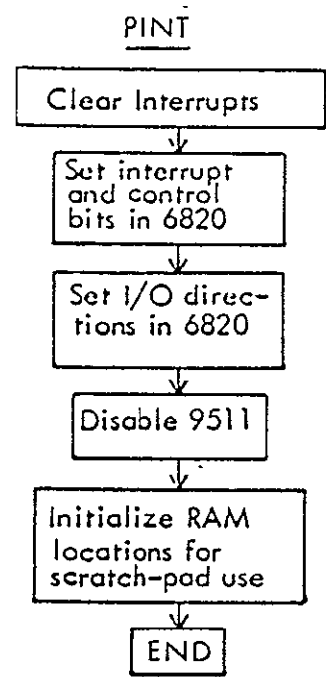 PINT
Clear Interrupts
Set interrupt
and control
bits in 6820
Set I/O direc-
tions in 6820
Disable 9511
Initialize RAM
locations for
scratch-pad use
END